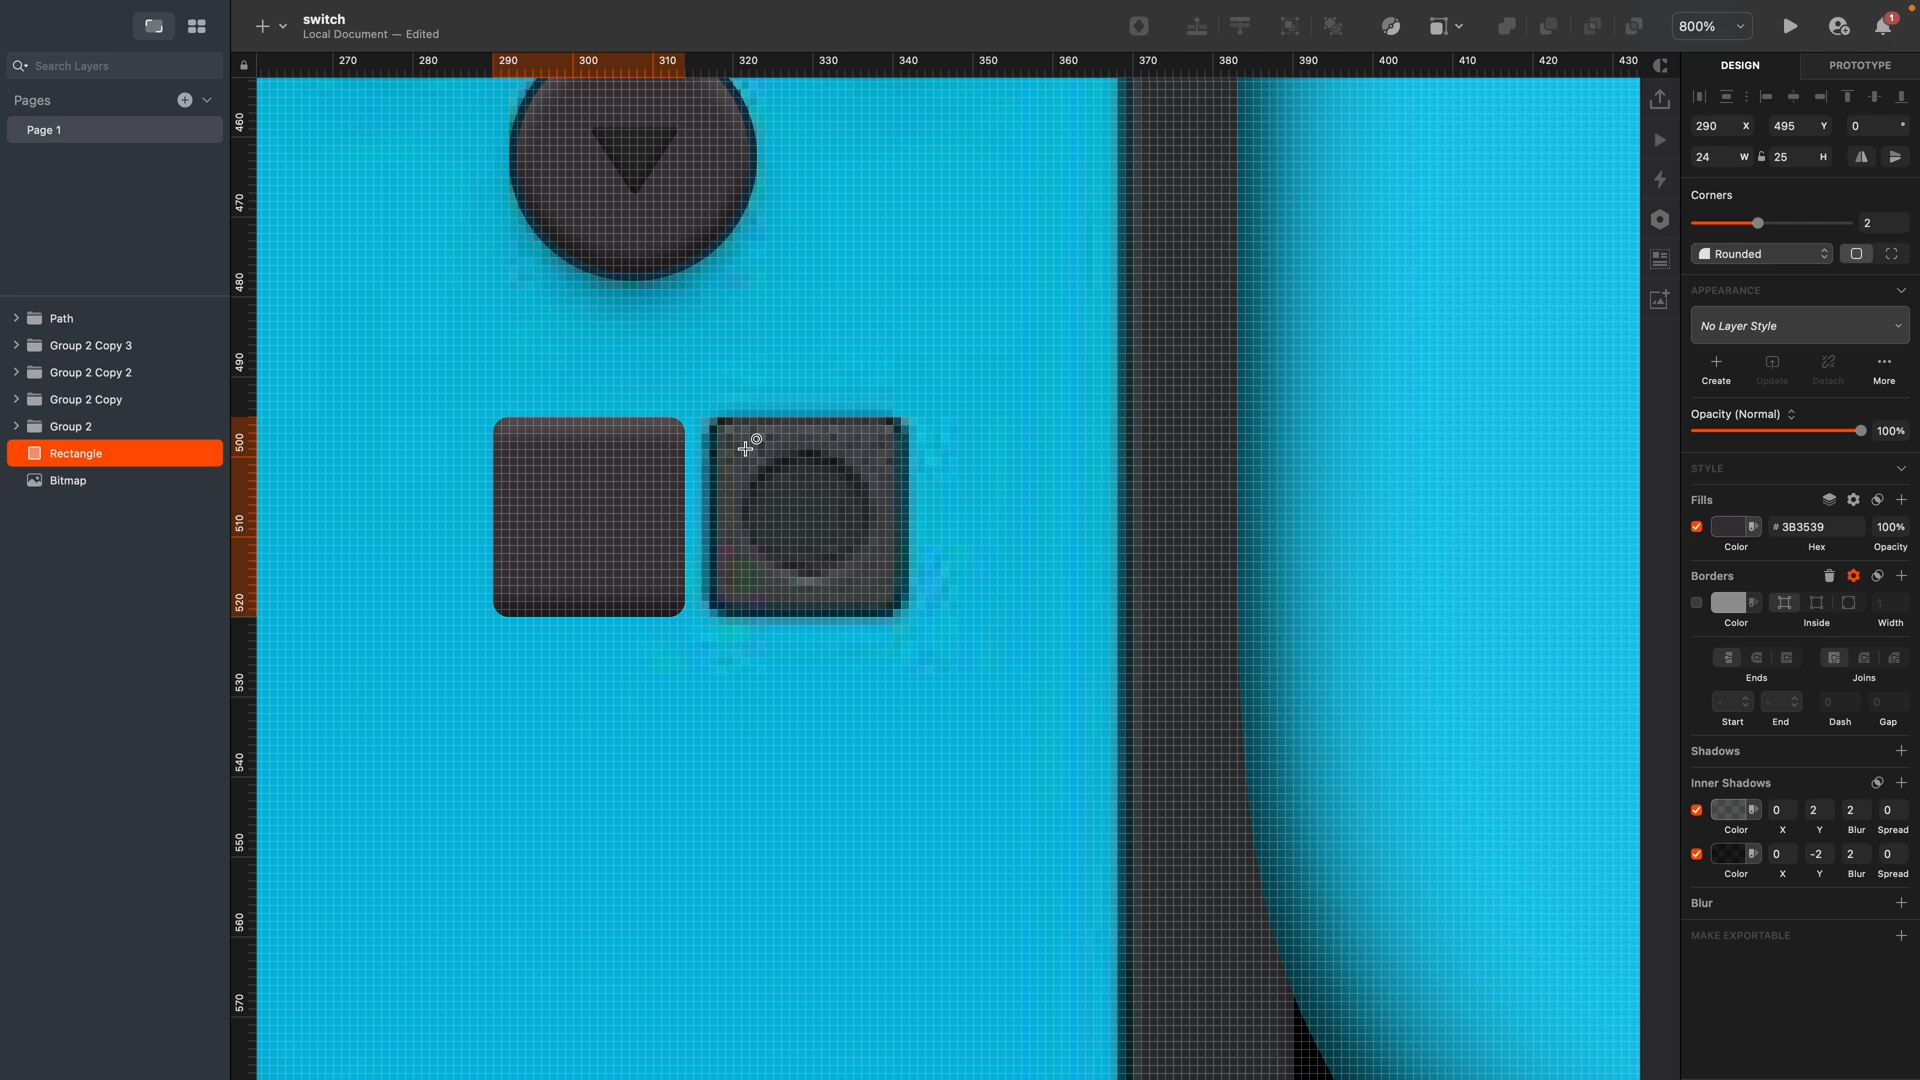 switch
Local Document — Edited
800%
1
Search Layers
Pages
Page 1
Path
Group 2 Copy 3
Group 2 Copy 2
Group 2 Copy
Group 2
Rectangle
Bitmap
270 280 290 300 310 320 330 340 350 360 370 380 390 400 410 420 430
460
470
480
490
500
510
520
530
540
550
560
570
DESIGN PROTOTYPE
290 X 495 Y 0 °
24 W 25 H
Corners
2
Rounded
APPEARANCE
No Layer Style
Create Update Detach More
Opacity (Normal)
100%
STYLE
Fills
# 3B3539 100%
Color Hex Opacity
Borders
1
Color Inside Width
Ends Joins
- - 0 0
Start End Dash Gap
Shadows
Inner Shadows
0 2 2 0
Color X Y Blur Spread
0 -2 2 0
Color X Y Blur Spread
Blur
MAKE EXPORTABLE